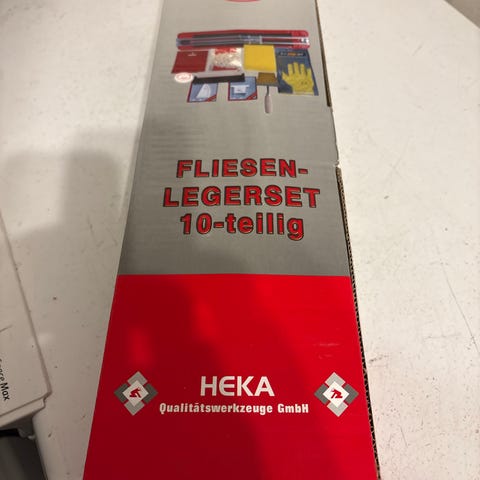 FLIESEN-
LEGERSET
10-teilig
HEKA
Qualitätswerkzeuge GmbH